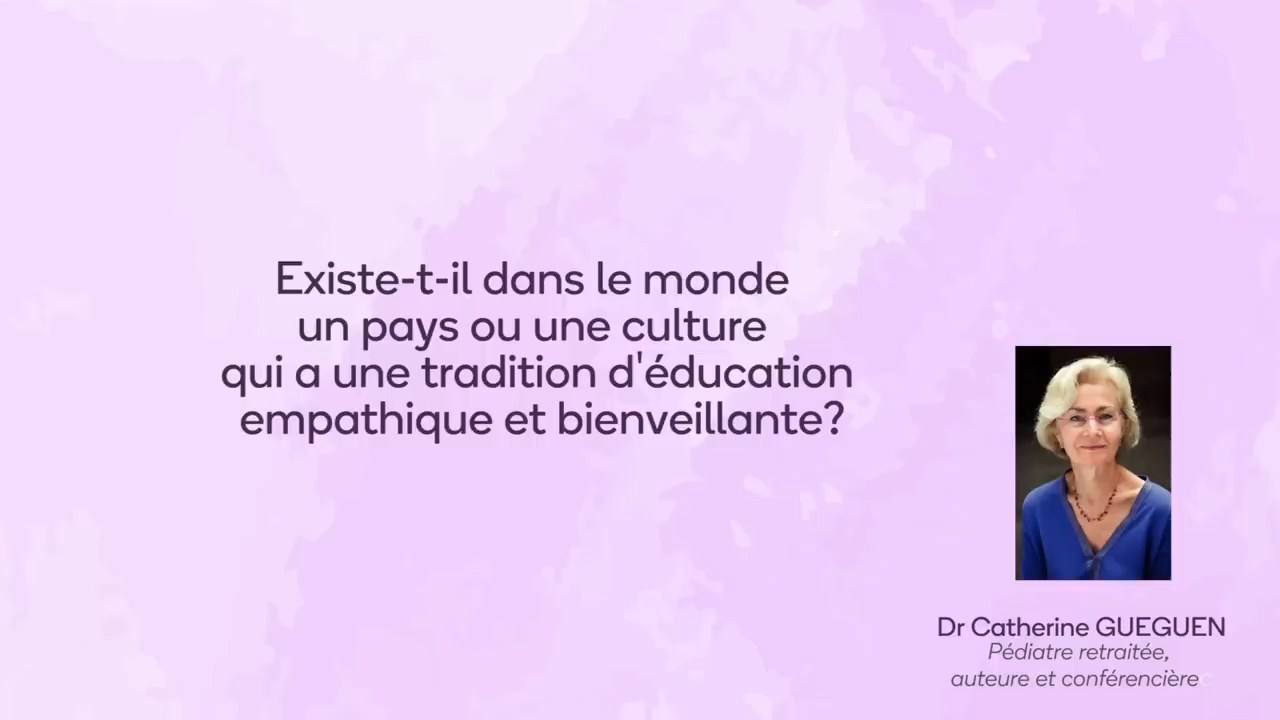 Existe-t-il dans le monde
un pays ou une culture
qui a une tradition d'éducation
empathique et bienveillante?
Dr Catherine GUEGUEN
Pédiatre retraitée,
auteure et conférencière